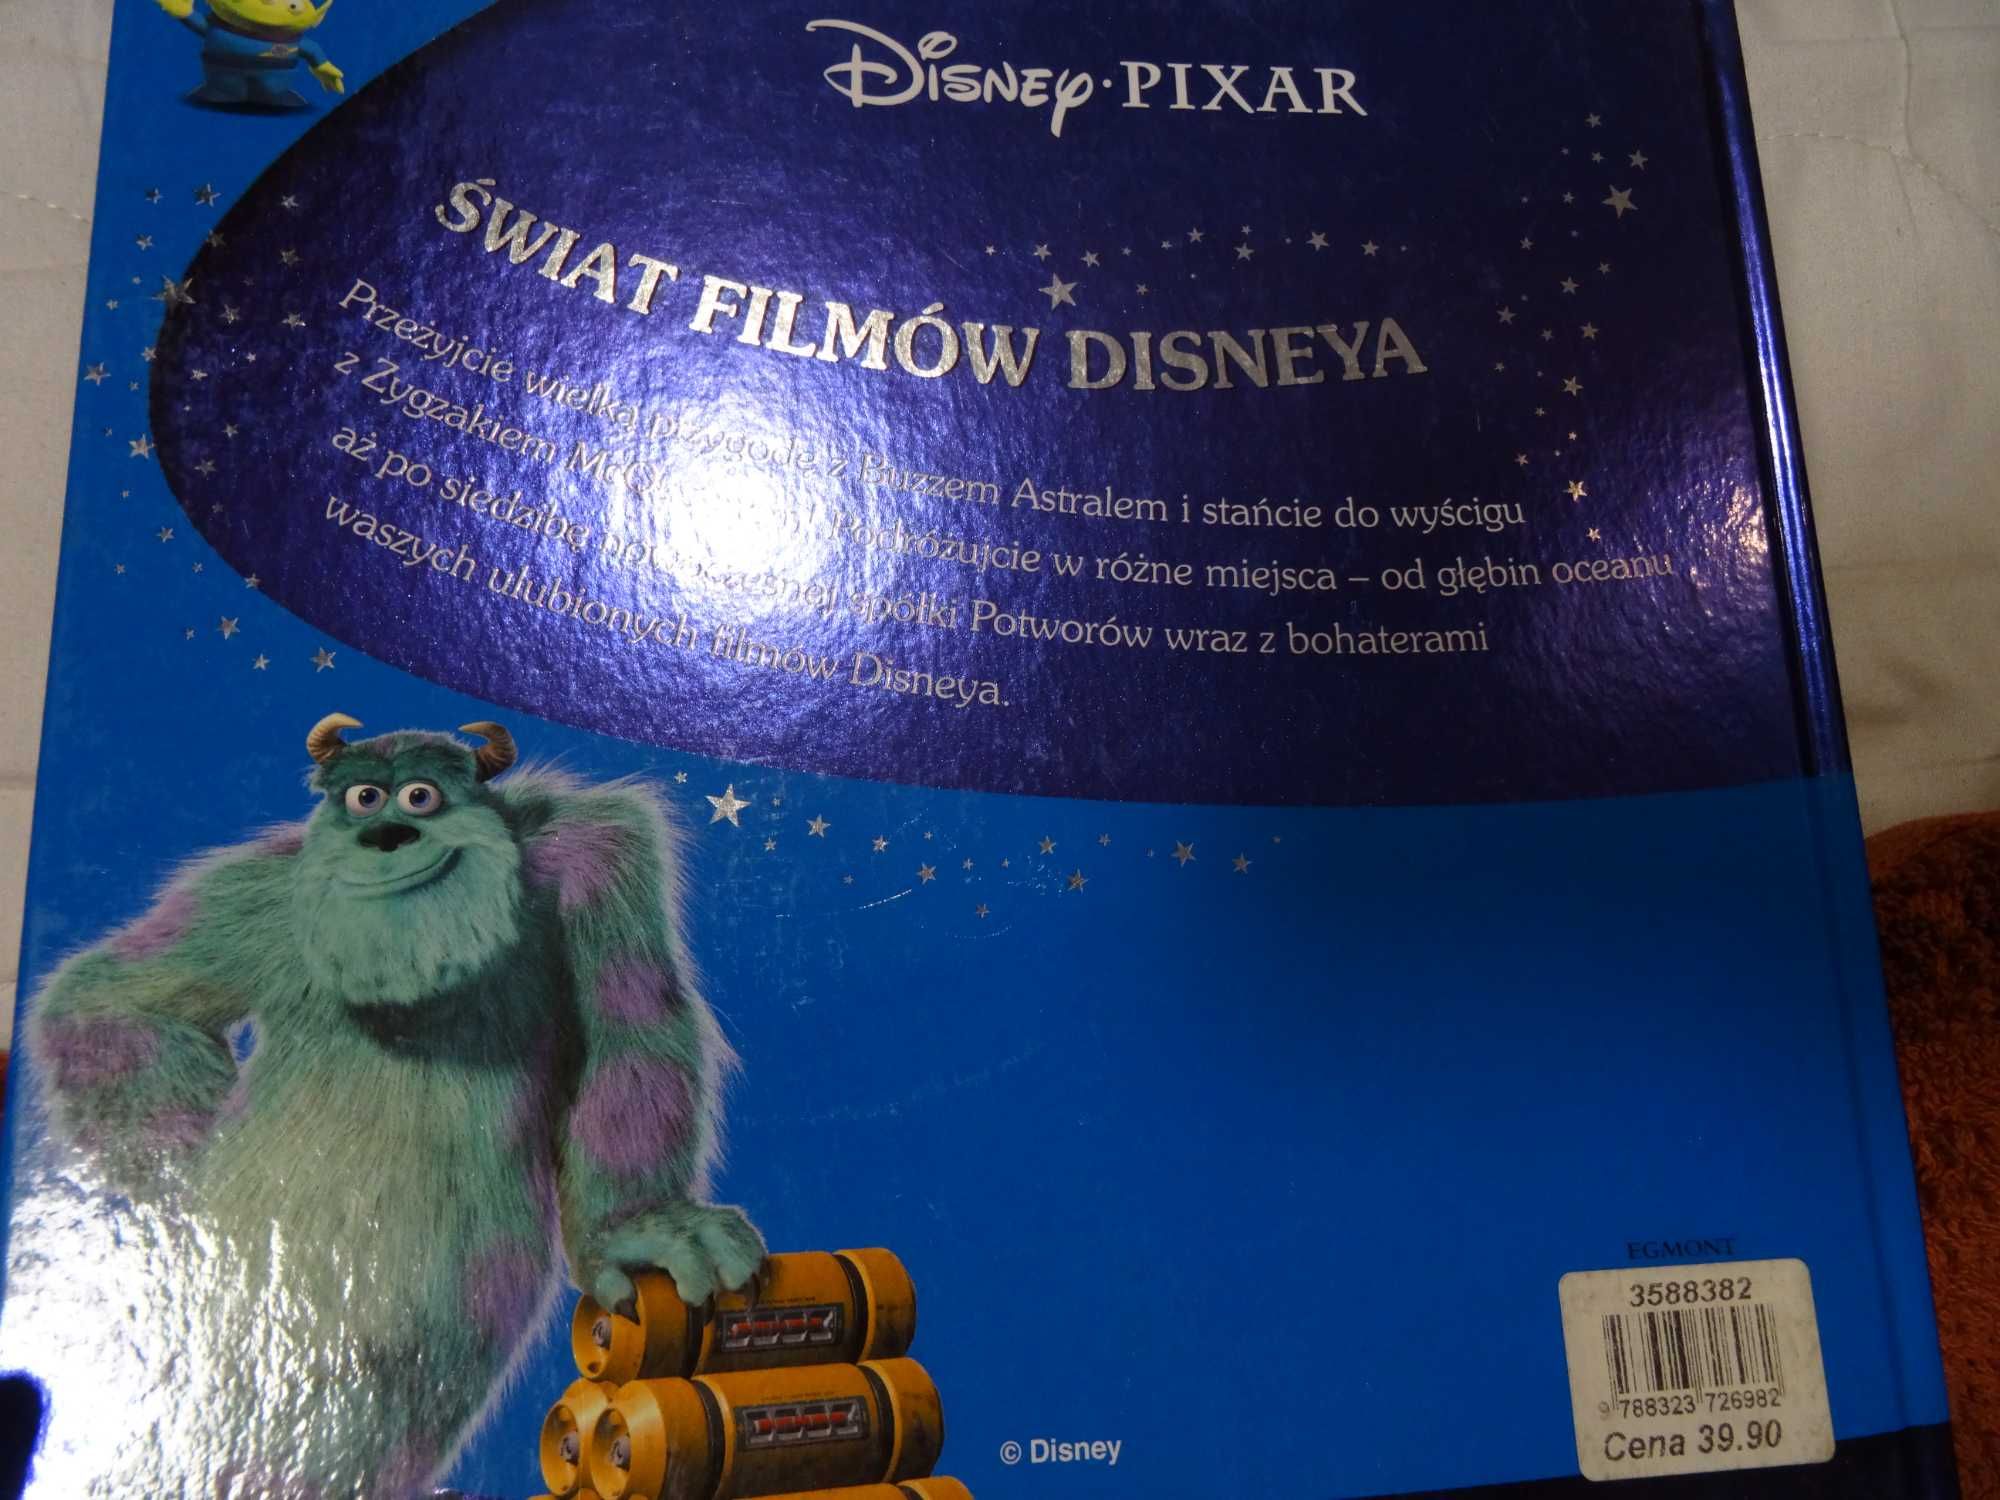 Disney·PIXAR
ŚWIAT FILMÓW DISNEYA
Przeżyjcie wielką przygodę z Buzzem Astralem i stańcie do wyścigu
z Zygzakiem Podróżujcie w różne miejsca – od głębin oceanu
aż po siedzibę nowoczesnej spółki Potworów wraz z bohaterami
waszych ulubionych filmów Disneya.
EGMONT
3588382
9 788323 726982
Cena 39.90
© Disney